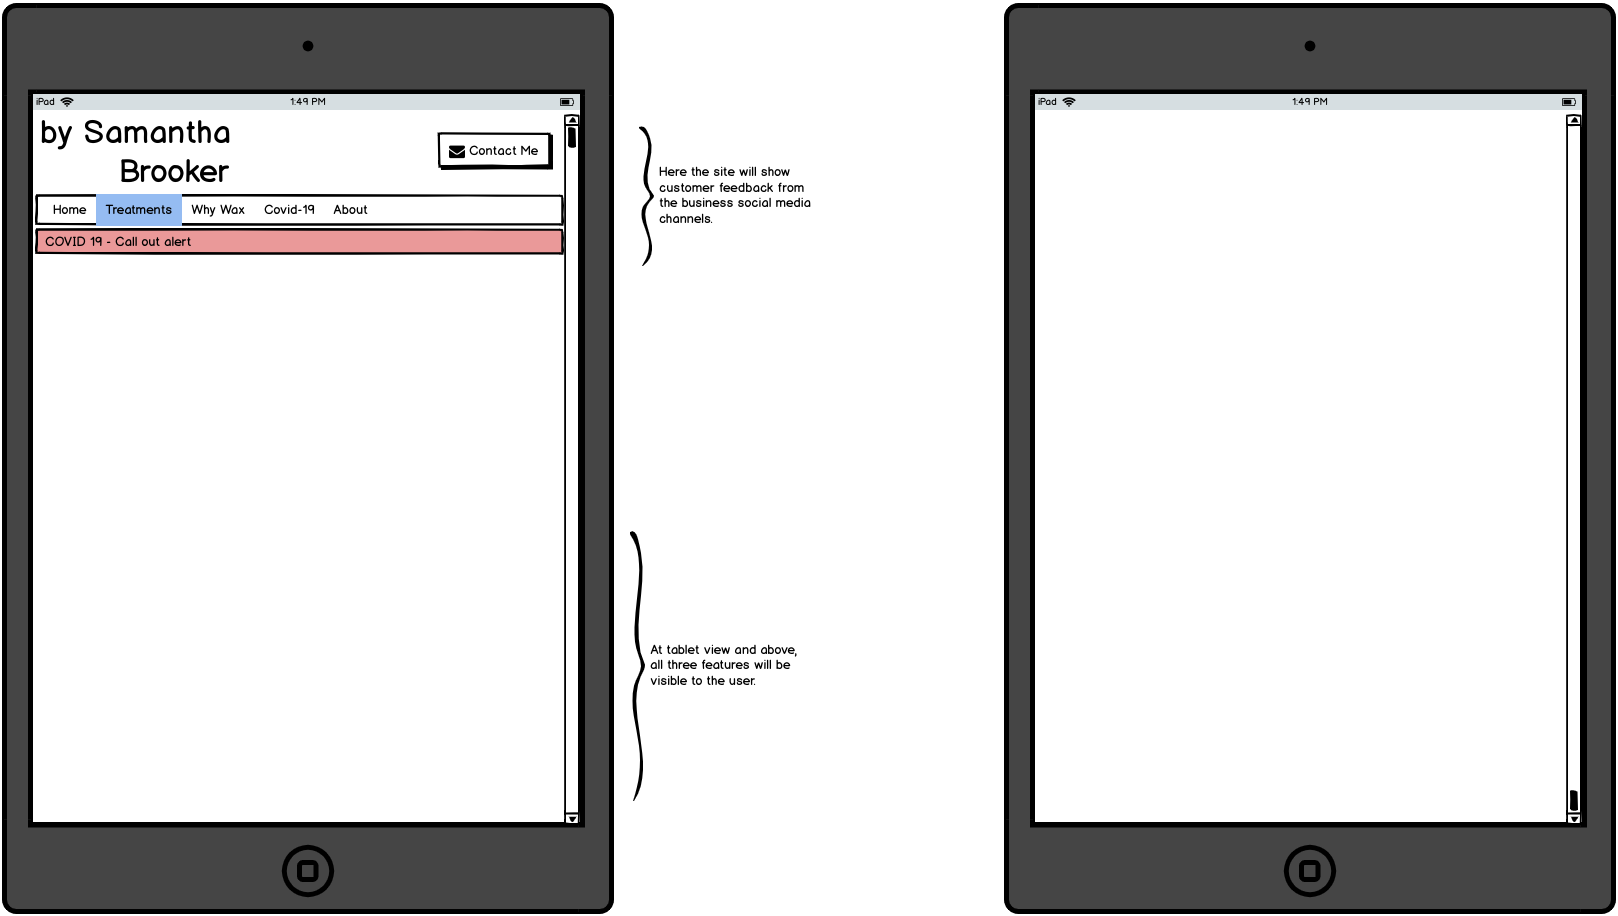 iPad
1:49 PM
by Samantha
Brooker
Contact Me
Home Treatments Why Wax Covid-19 About
COVID 19 - Call out alert
Here the site will show
customer feedback from
the business social media
channels.
At tablet view and above,
all three features will be
visible to the user.
iPad
1:49 PM